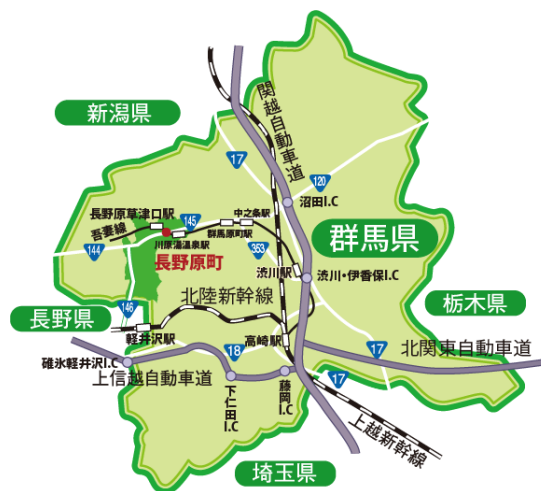 新潟県
関越自動車道
17
120
沼田I.C
長野原草津口駅
145
中之条駅
吾妻線
川原湯温泉駅
群馬原町駅
群馬県
144
長野原町
353
渋川駅
渋川・伊香保I.C
146
北陸新幹線
栃木県
長野県
軽井沢駅
高崎駅
18
17
北関東自動車道
碓氷軽井沢I.C
上信越自動車道
下仁田I.C
藤岡I.C
17
上越新幹線
埼玉県